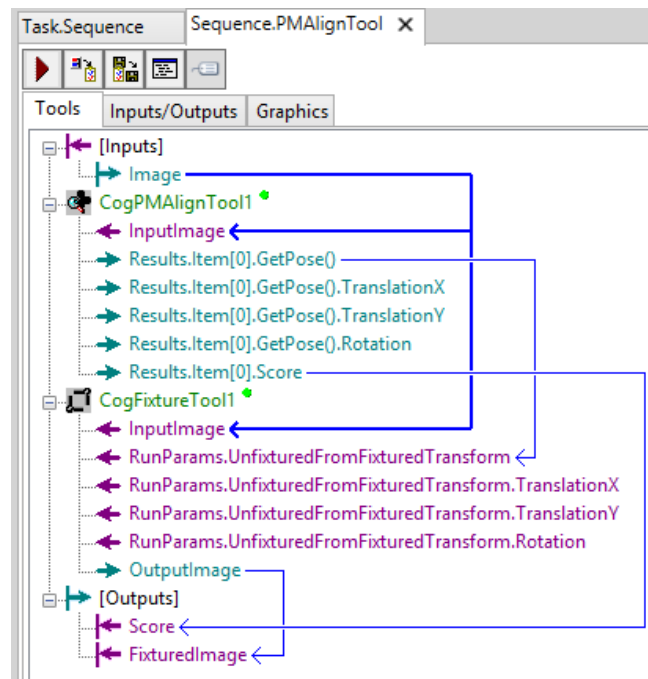 Task.Sequence
Sequence.PMAlignTool
Tools
Inputs/Outputs
Graphics
[Inputs]
Image
CogPMAlignTool1
InputImage
Results.Item[0].GetPose()
Results.Item[0].GetPose().TranslationX
Results.Item[0].GetPose().TranslationY
Results.Item[0].GetPose().Rotation
Results.Item[0].Score
CogFixtureTool1
InputImage
RunParams.UnfixturedFromFixturedTransform
RunParams.UnfixturedFromFixturedTransform.TranslationX
RunParams.UnfixturedFromFixturedTransform.TranslationY
RunParams.UnfixturedFromFixturedTransform.Rotation
OutputImage
[Outputs]
Score
FixturedImage